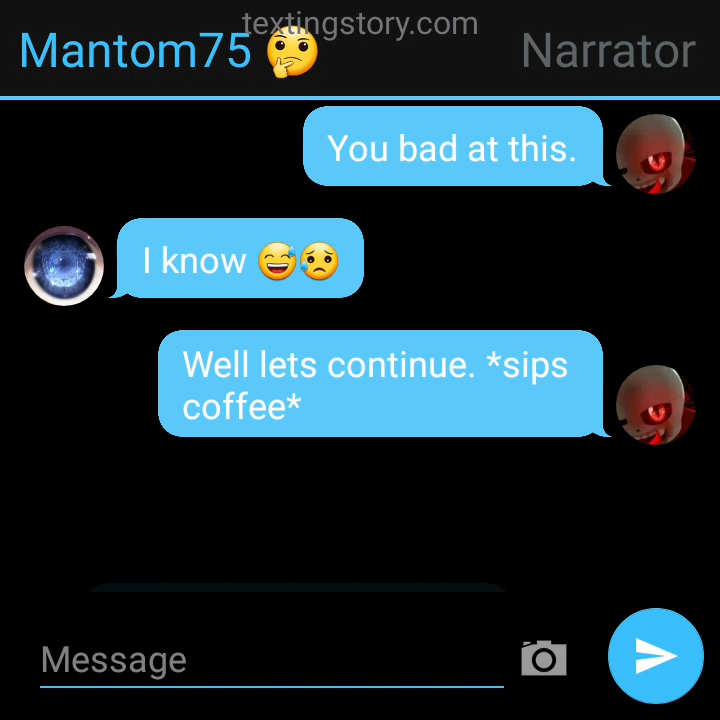 textingstory.com
Mantom75 🤔
Narrator
You bad at this.
I know 😅😥
Well lets continue. *sips
coffee*
Message